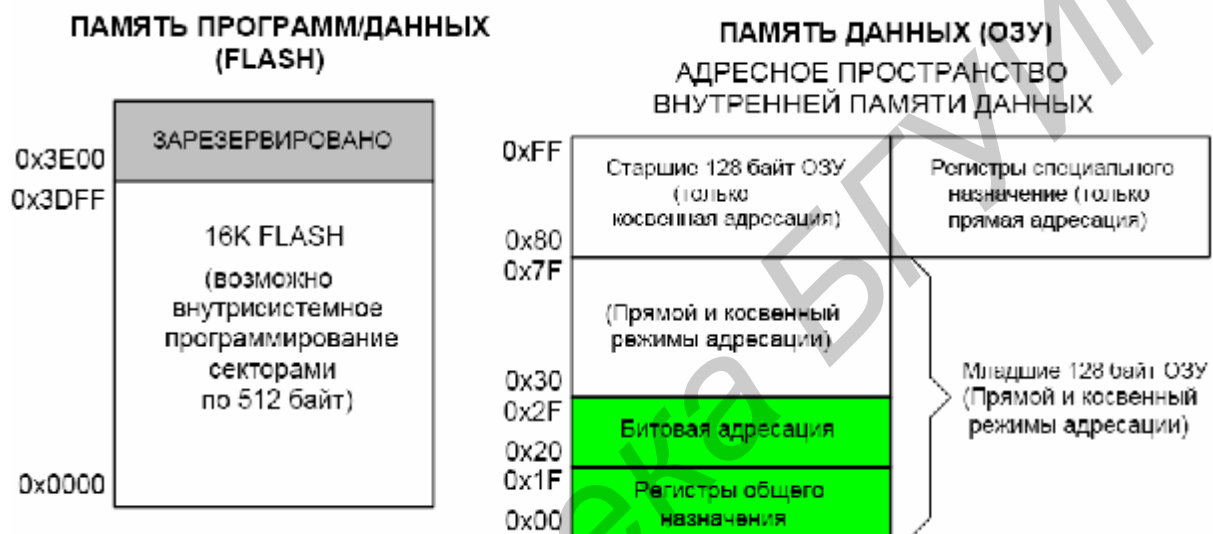 ПАМЯТЬ ПРОГРАММ/ДАННЫХ
(FLASH)
ЗАРЕЗЕРВИРОВАНО
0x3E00
0x3DFF
16K FLASH
(возможно
внутрисистемное
программирование
секторами
по 512 байт)
0x0000
ПАМЯТЬ ДАННЫХ (ОЗУ)
АДРЕСНОЕ ПРОСТРАНСТВО
ВНУТРЕННЕЙ ПАМЯТИ ДАННЫХ
0xFF
Старшие 128 байт ОЗУ
(только
косвенная адресация)
0x80
Регистры специального
назначение (только
прямая адресация)
0x7F
(Прямой и косвенный
режимы адресации)
0x30
0x2F
Битовая адресация
0x20
0x1F
Регистры общего
назначения
0x00
Младшие 128 байт ОЗУ
(Прямой и косвенный
режимы адресации)
ека БГУИ